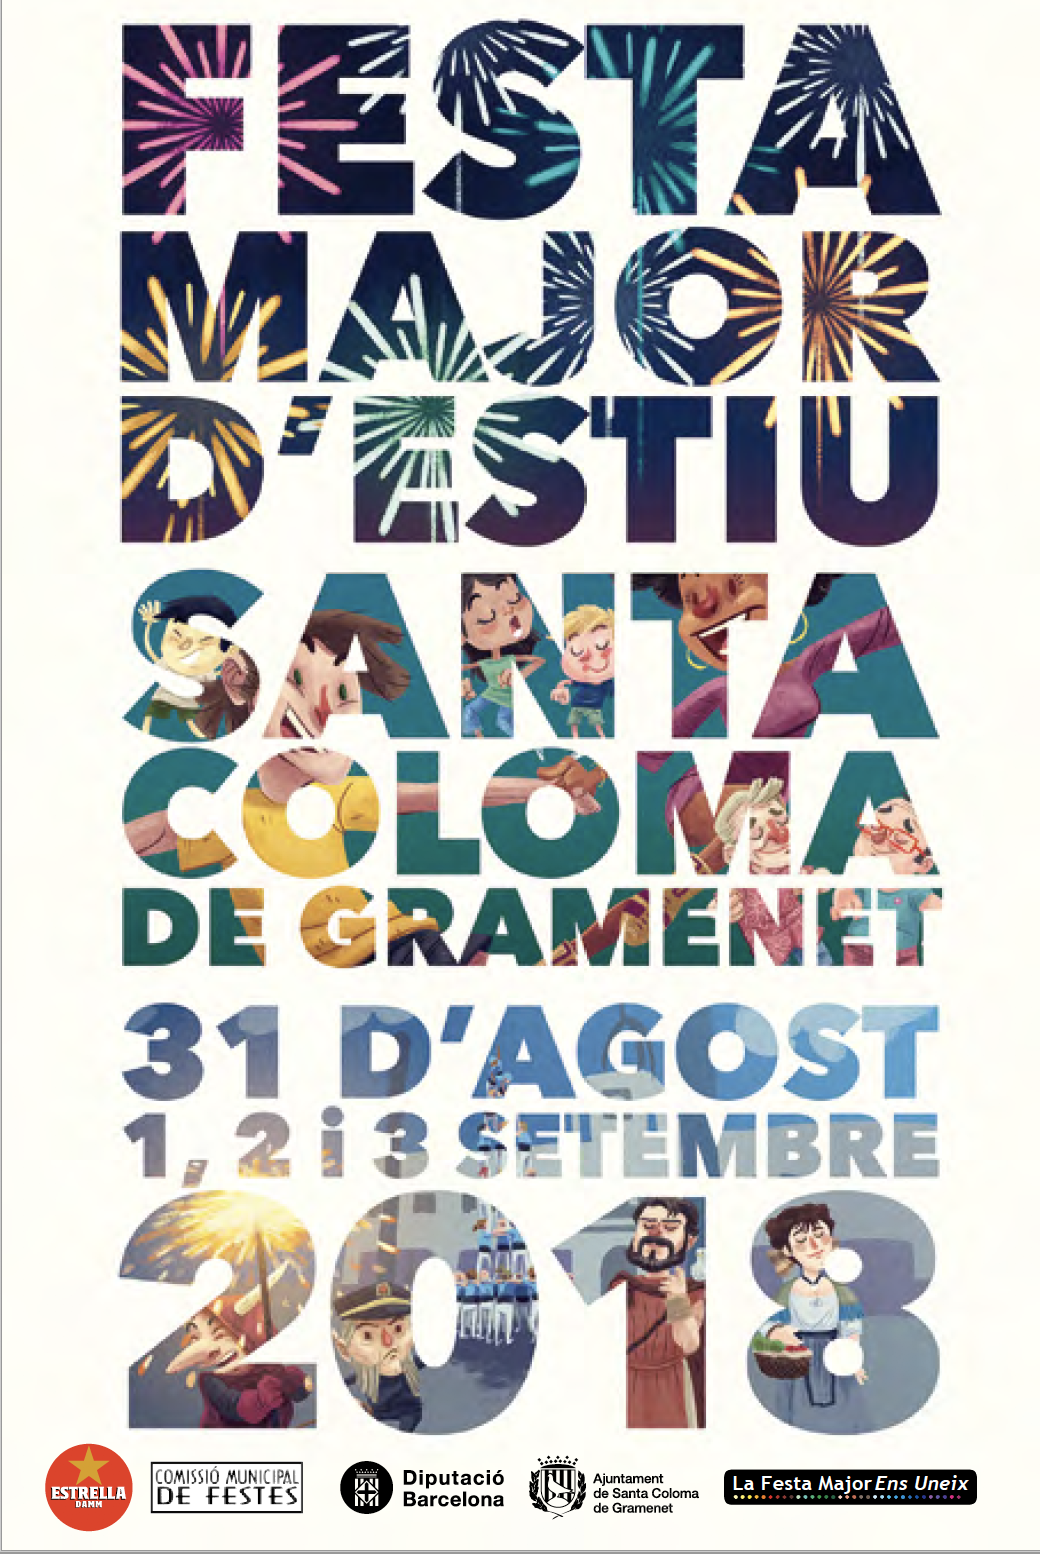 FESTA
MAJOR
D'ESTIU
SANTA
COLOMA
DE GRAMENET
31 D'AGOST
1, 2 i 3 SETEMBRE
2018
ESTRELLA
DAMM
COMISSIÓ MUNICIPAL
DE FESTES
Diputació
Barcelona
Ajuntament
de Santa Coloma
de Gramenet
La Festa Major Ens Uneix